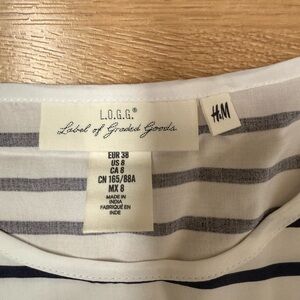 L.O.G.G.®
Label of Graded Goods.
H&M
EUR 38
US 8
CA 8
CN 165/88A
MX 8
MADE IN
INDIA
FABRIQUÉ EN
INDE